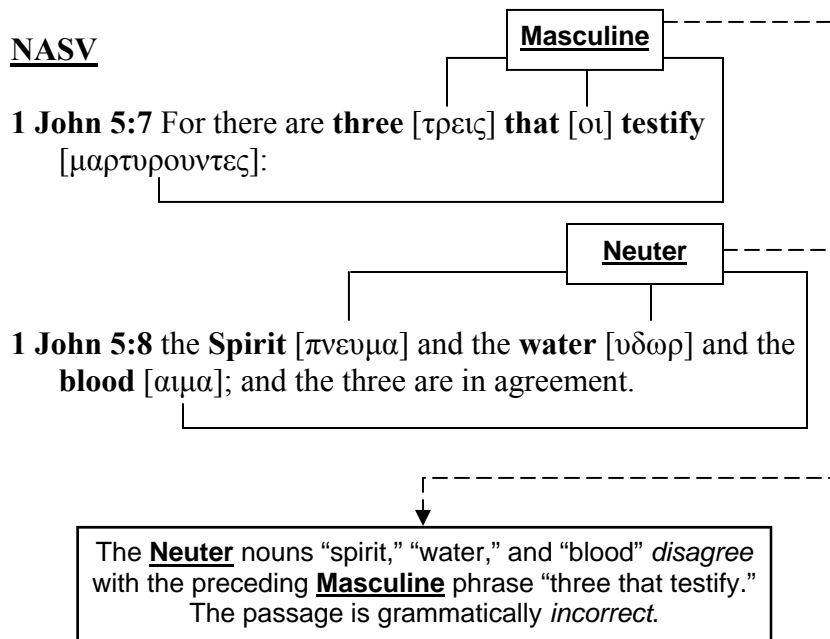 Masculine
NASV
1 John 5:7 For there are three [τρεις] that [οι] testify
[μαρτυρουντες]:
Neuter
1 John 5:8 the Spirit [πνευμα] and the water [υδωρ] and the
blood [αιμα]; and the three are in agreement.
The Neuter nouns “spirit,” “water,” and “blood” disagree
with the preceding Masculine phrase “three that testify.”
The passage is grammatically incorrect.